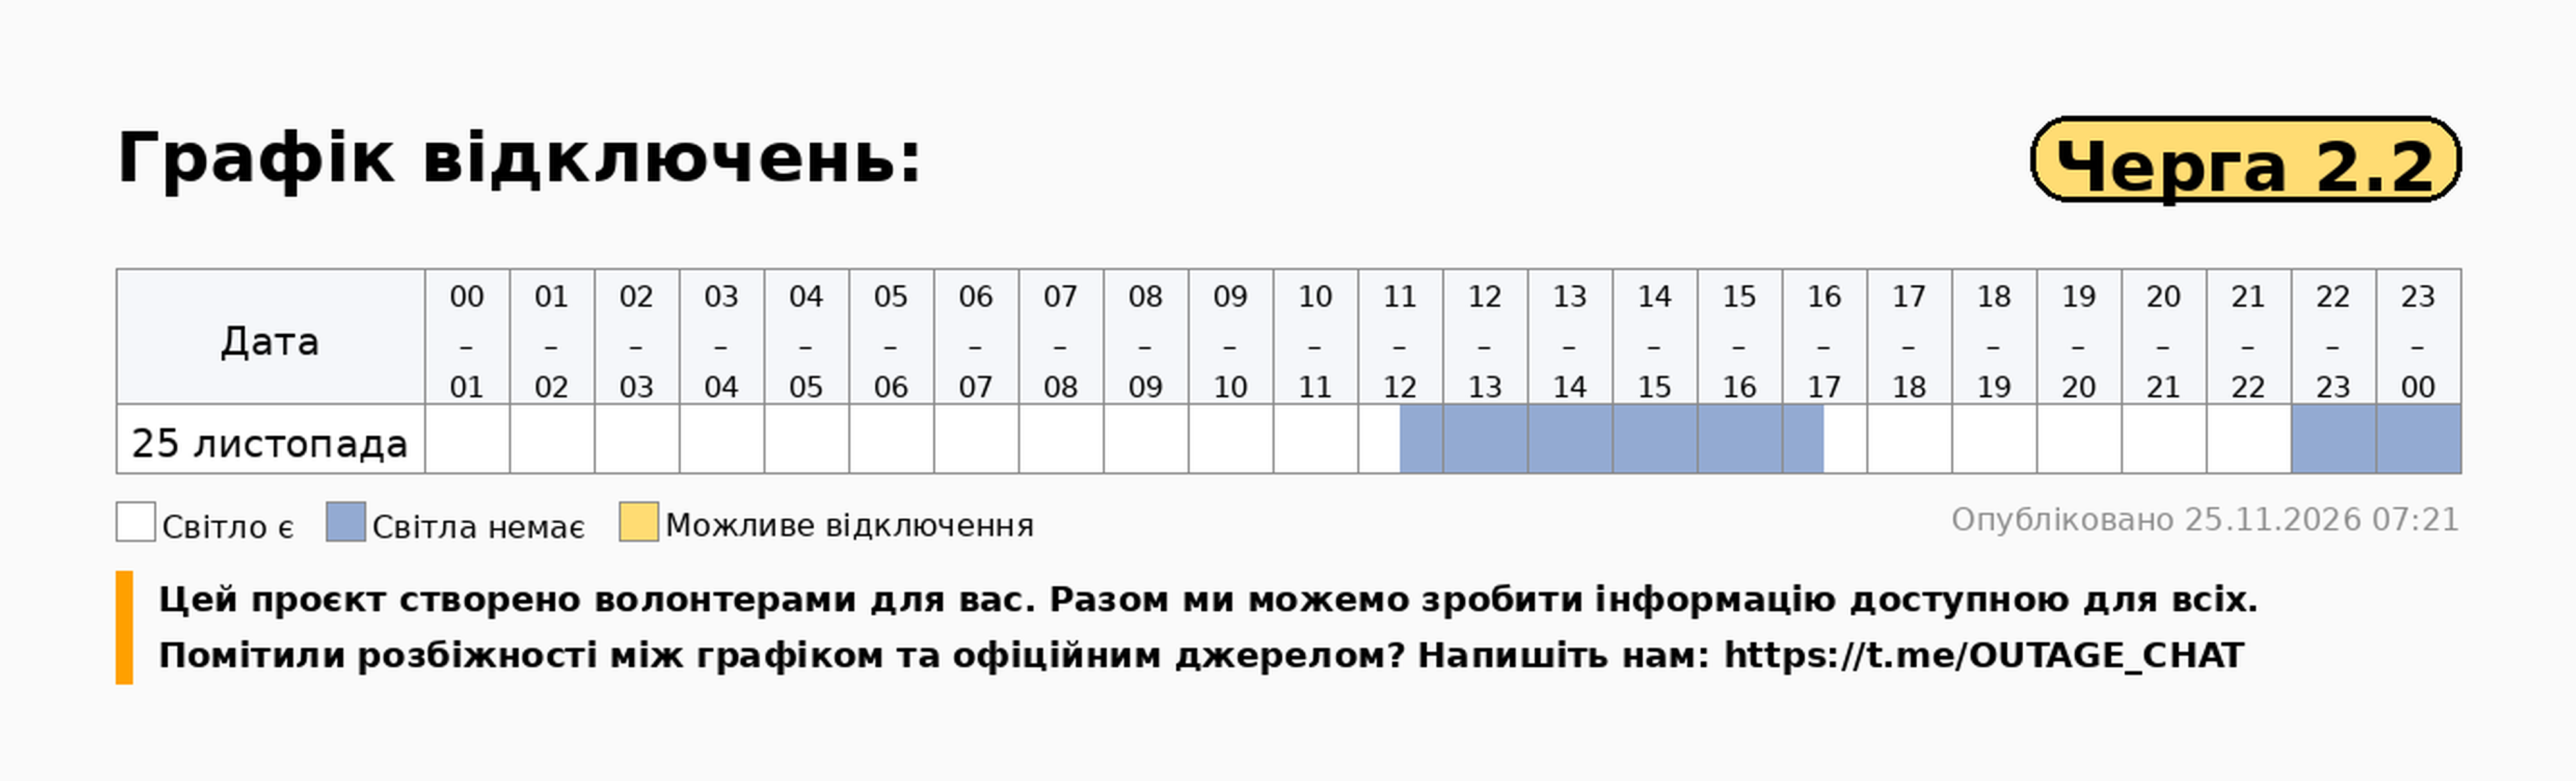 Графік відключень:
Черга 2.2
Дата
00 – 01
01 – 02
02 – 03
03 – 04
04 – 05
05 – 06
06 – 07
07 – 08
08 – 09
09 – 10
10 – 11
11 – 12
12 – 13
13 – 14
14 – 15
15 – 16
16 – 17
17 – 18
18 – 19
19 – 20
20 – 21
21 – 22
22 – 23
23 – 00
25 листопада
Світло є
Світла немає
Можливе відключення
Опубліковано 25.11.2026 07:21
Цей проєкт створено волонтерами для вас. Разом ми можемо зробити інформацію доступною для всіх.
Помітили розбіжності між графіком та офіційним джерелом? Напишіть нам: https://t.me/OUTAGE_CHAT